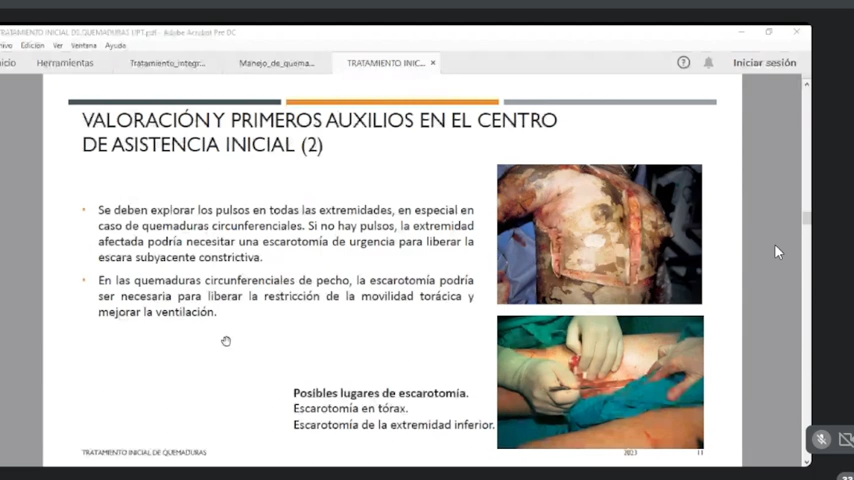 TRATAMIENTO INICIAL DE QUEMADURAS UPT.pdf - Adobe Acrobat Pro DC
Edición Ver Ventana Ayuda
Herramientas Tratamiento_integr... Manejo_de_quema... TRATAMIENTO INIC... × Iniciar sesión
VALORACIÓN Y PRIMEROS AUXILIOS EN EL CENTRO
DE ASISTENCIA INICIAL (2)
• Se deben explorar los pulsos en todas las extremidades, en especial en
caso de quemaduras circunferenciales. Si no hay pulsos, la extremidad
afectada podría necesitar una escarotomía de urgencia para liberar la
escara subyacente constrictiva.
• En las quemaduras circunferenciales de pecho, la escarotomía podría
ser necesaria para liberar la restricción de la movilidad torácica y
mejorar la ventilación.
Posibles lugares de escarotomía.
Escarotomía en tórax.
Escarotomía de la extremidad inferior.
TRATAMIENTO INICIAL DE QUEMADURAS 2023 11